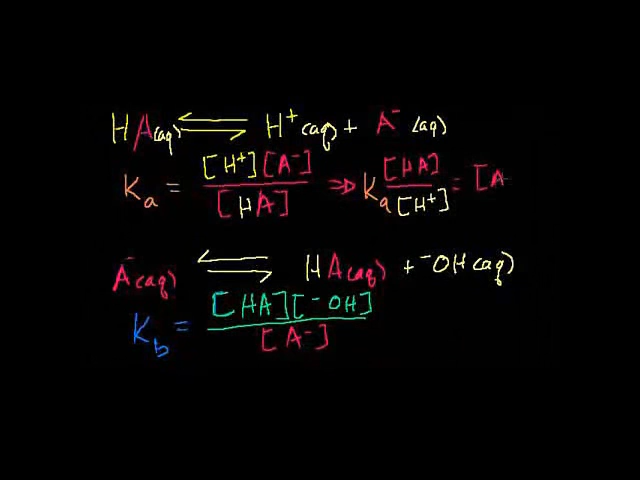 HA(aq) ⇌ H⁺(aq) + A⁻ (aq)
Ka = [H⁺][A⁻] / [HA] ⇒ Ka [HA] / [H⁺] = [A
A⁻(aq) ⇌ HA(aq) + ⁻OH(aq)
Kb = [HA][⁻OH] / [A⁻]